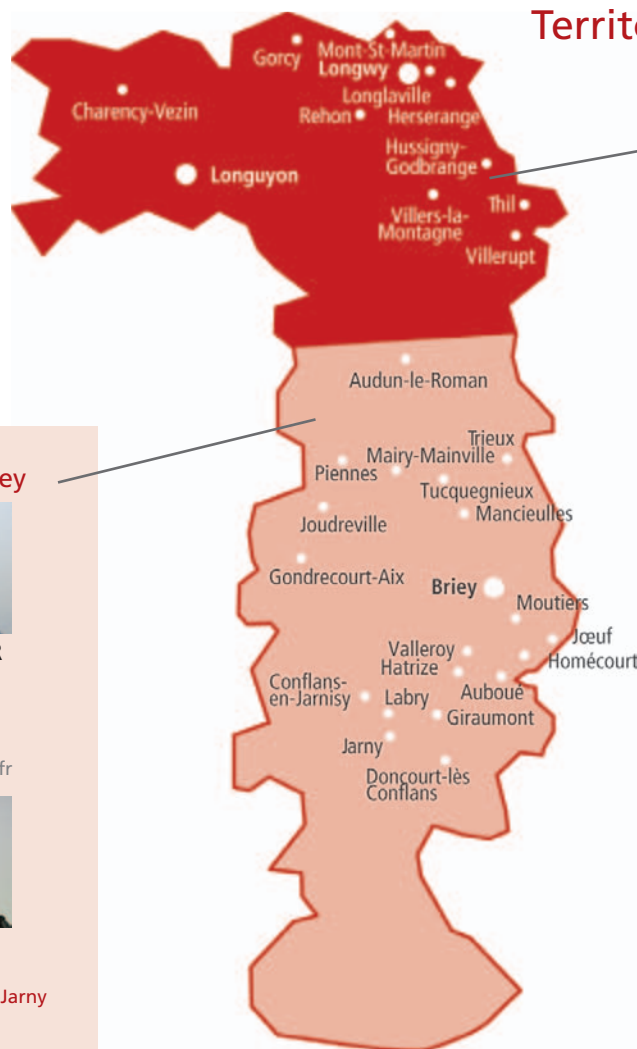 Territo
Gorcy
Mont-St-Martin
Longwy
Charency-Vezin
Longlaville
Rehon
Herserange
Hussigny-
Godbrange
Longuyon
Villers-la-
Montagne
Thil
Villerupt
Audun-le-Roman
Trieux
Mairy-Mainville
Piennes
Tucquegnieux
Mancieulles
Joudreville
Gondrecourt-Aix
Briey
Moutiers
Jœuf
Homécourt
Valleroy
Hatrize
Auboué
Conflans-
en-Jarnisy
Labry
Giraumont
Jarny
Doncourt-lès
Conflans
ey
R
fr
Jarny